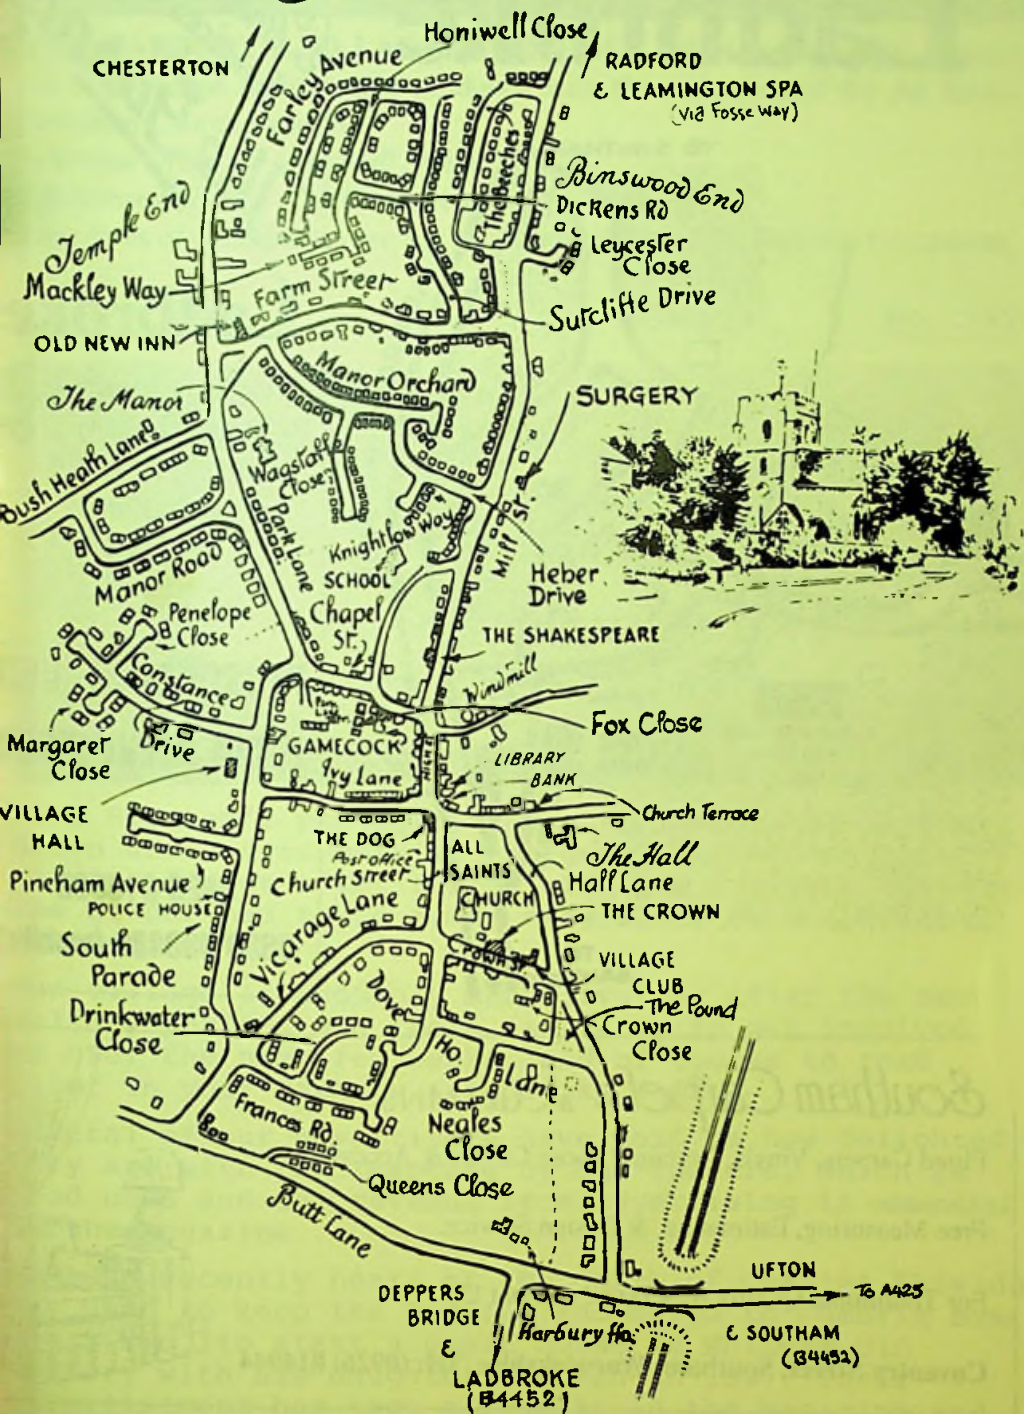 Honiwell Close
CHESTERTON
Farley Avenue
RADFORD
& LEAMINGTON SPA
(Via Fosse Way)
The Beeches
Binswood End
Dickens Rd
Leycester
Close
Temple End
Mackley Way
Farm Street
Sutcliffe Drive
OLD NEW INN
Manor Orchard
The Manor
SURGERY
Bush Heath Lane
Wagstaff
Close
Park Lane
Knightlow Way
Mill St.
Manor Road
SCHOOL
Heber
Drive
Penelope
Close
Chapel
St.
THE SHAKESPEARE
Constance
Drive
Windmill
Fox Close
Margaret
Close
GAMECOCK
HIGH ST
Ivy Lane
LIBRARY
BANK
VILLAGE
HALL
Church Terrace
THE DOG
Post office
Church Street
ALL
SAINTS
CHURCH
The Hall
Hall Lane
Pincham Avenue
POLICE HOUSE
THE CROWN
Vicarage Lane
South
Parade
Crown St.
VILLAGE
CLUB
The Pound
Dove
Ho.
Lane
Drinkwater
Close
Crown
Close
Frances Rd.
Neales
Close
Queens Close
Butt Lane
UFTON
To A425
DEPPERS
BRIDGE
&
LADBROKE
(B4452)
Harbury Ho.
& SOUTHAM
(B4452)